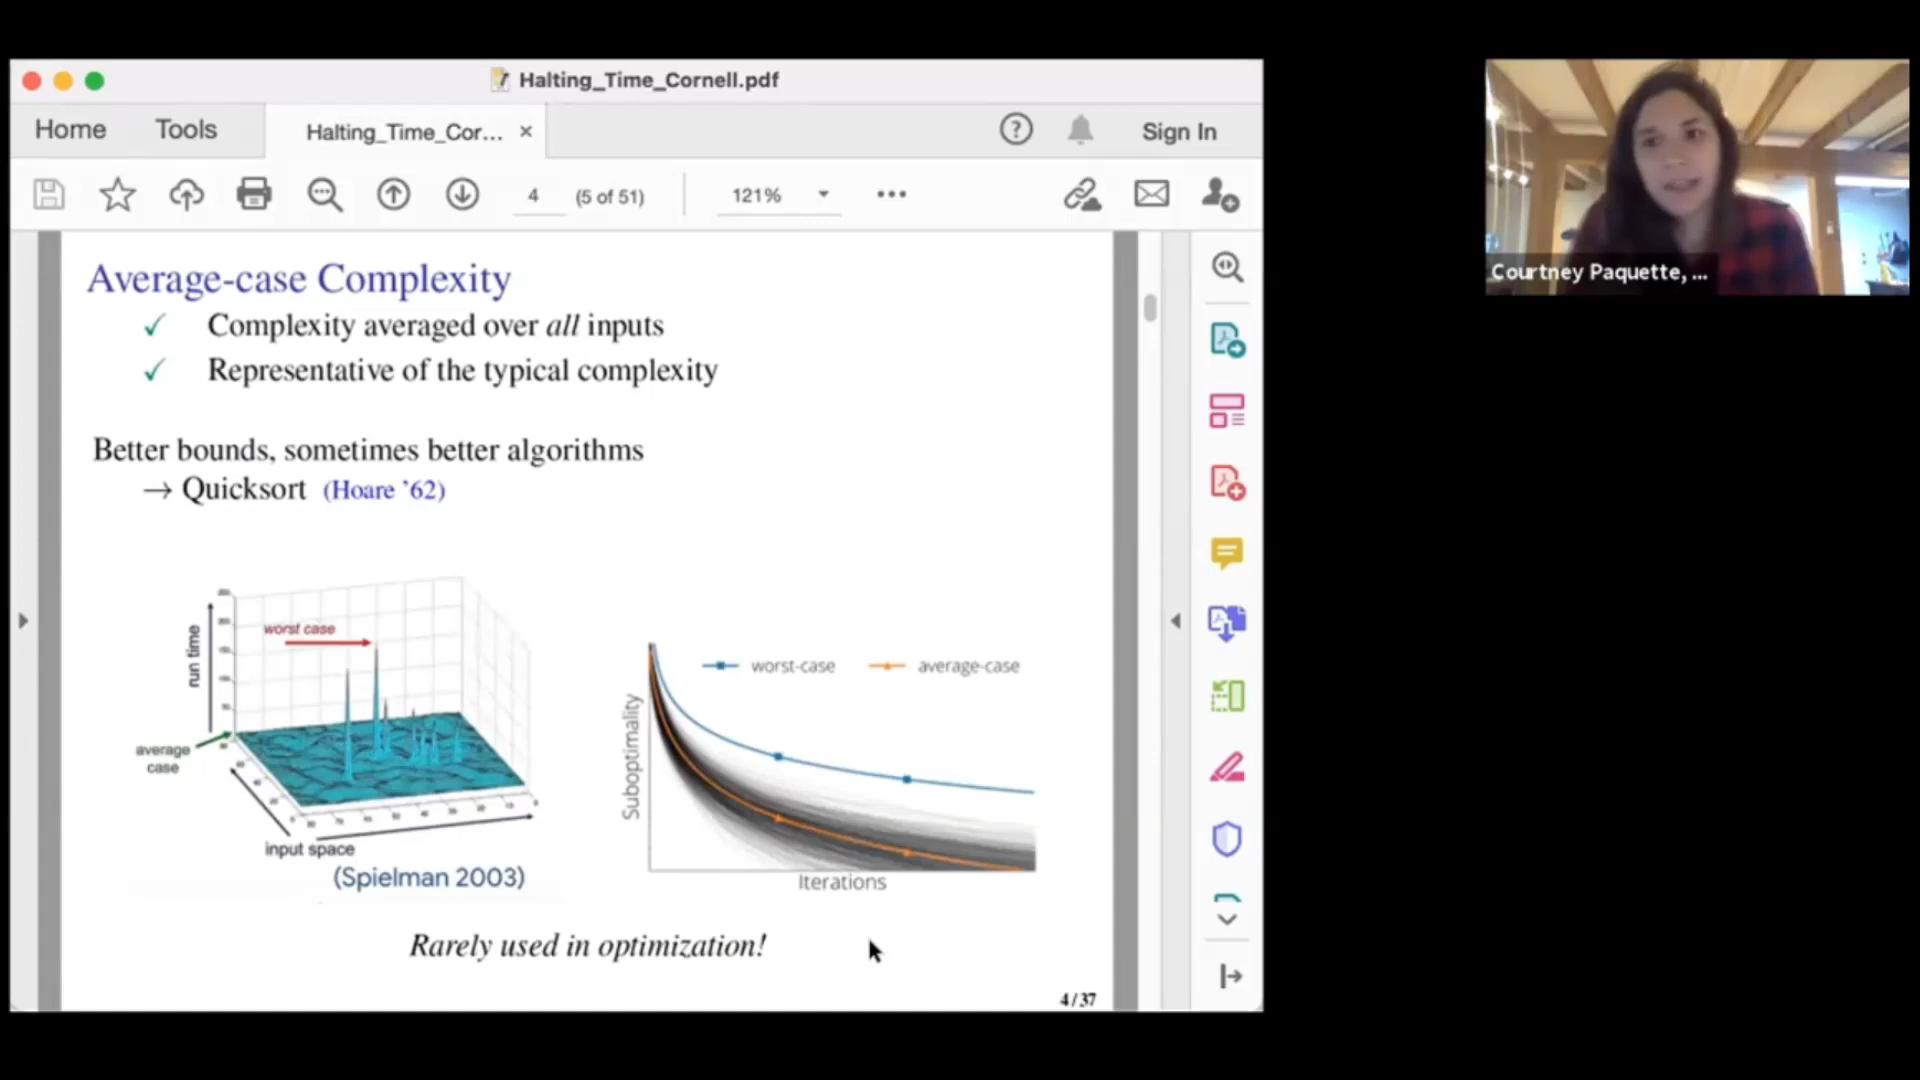 Halting_Time_Cornell.pdf
Home Tools Halting_Time_Cor... × ? Sign In
4 (5 of 51) 121%
Courtney Paquette, ...
Average-case Complexity
✓ Complexity averaged over all inputs
✓ Representative of the typical complexity
Better bounds, sometimes better algorithms
→ Quicksort (Hoare ’62)
worst case
run time
average
case
input space
(Spielman 2003)
worst-case average-case
Suboptimality
Iterations
Rarely used in optimization!
4 / 37